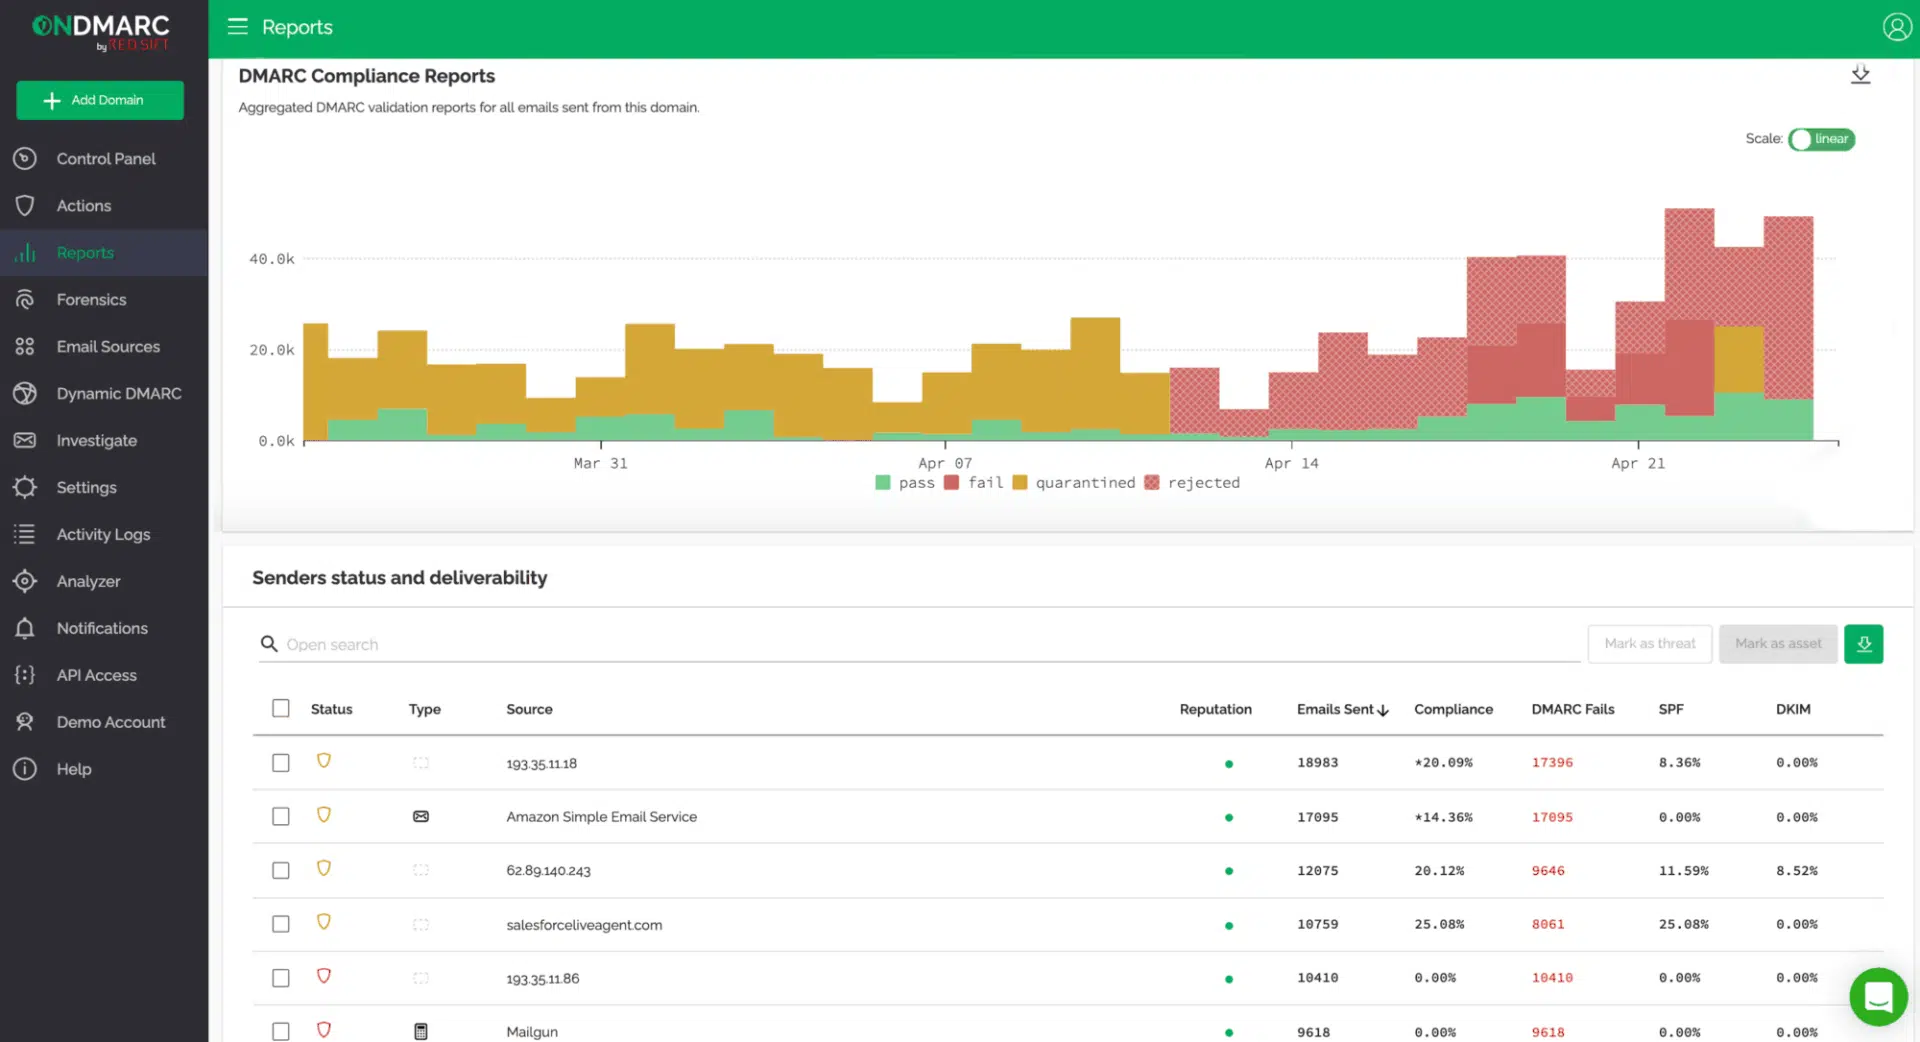 ONDMARC
by RED SIFT
Add Domain
Control Panel
Actions
Reports
Forensics
Email Sources
Dynamic DMARC
Investigate
Settings
Activity Logs
Analyzer
Notifications
API Access
Demo Account
Help
Reports
DMARC Compliance Reports
Aggregated DMARC validation reports for all emails sent from this domain.
Scale: linear
40.0k
20.0k
0.0k
Mar 31 Apr 07 Apr 14 Apr 21
pass fail quarantined rejected
Senders status and deliverability
Open search Mark as threat Mark as asset
Status Type Source Reputation Emails Sent Compliance DMARC Fails SPF DKIM
193.35.11.18 18983 *20.09% 17396 8.36% 0.00%
Amazon Simple Email Service 17095 *14.36% 17095 0.00% 0.00%
62.89.140.243 12075 20.12% 9646 11.59% 8.52%
salesforceliveagent.com 10759 25.08% 8061 25.08% 0.00%
193.35.11.86 10410 0.00% 10410 0.00% 0.00%
Mailgun 9618 0.00% 9618 0.00% 0.00%